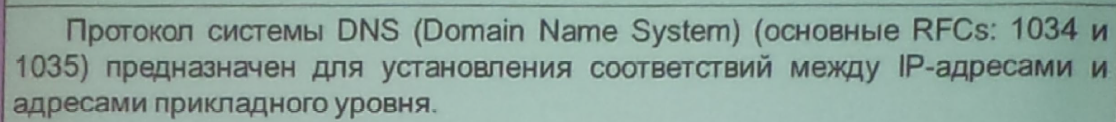 Протокол системы DNS (Domain Name System) (основные RFCs: 1034 и
1035) предназначен для установления соответствий между IP-адресами и
адресами прикладного уровня.